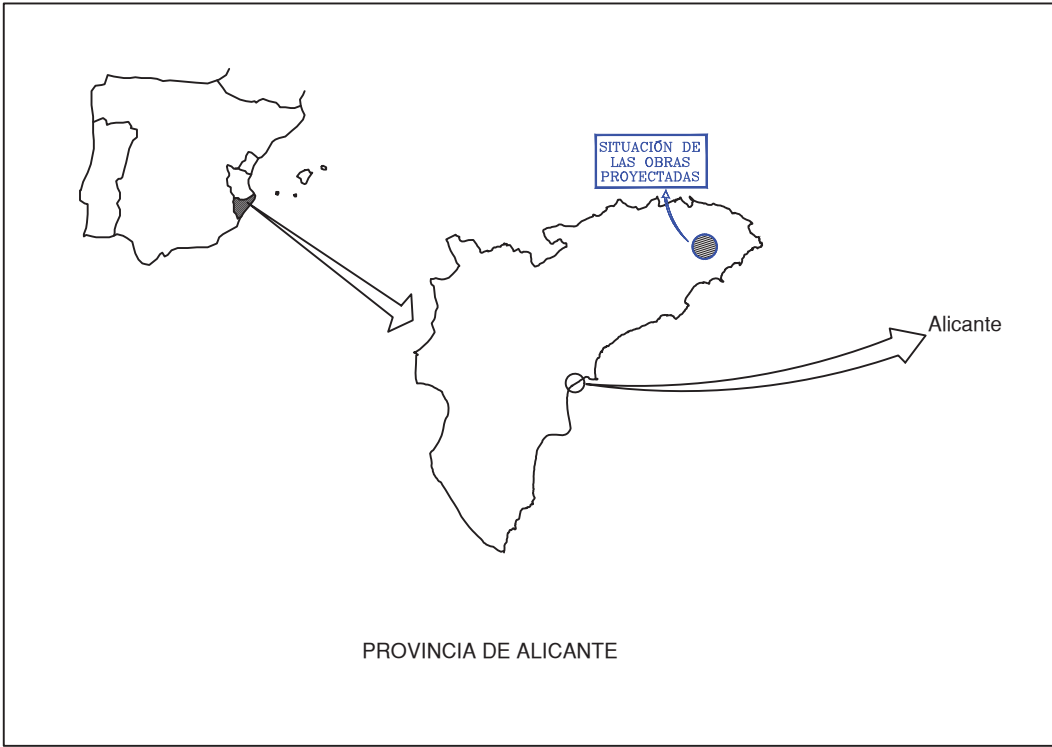 SITUACIÓN DE
LAS OBRAS
PROYECTADAS
Alicante
PROVINCIA DE ALICANTE